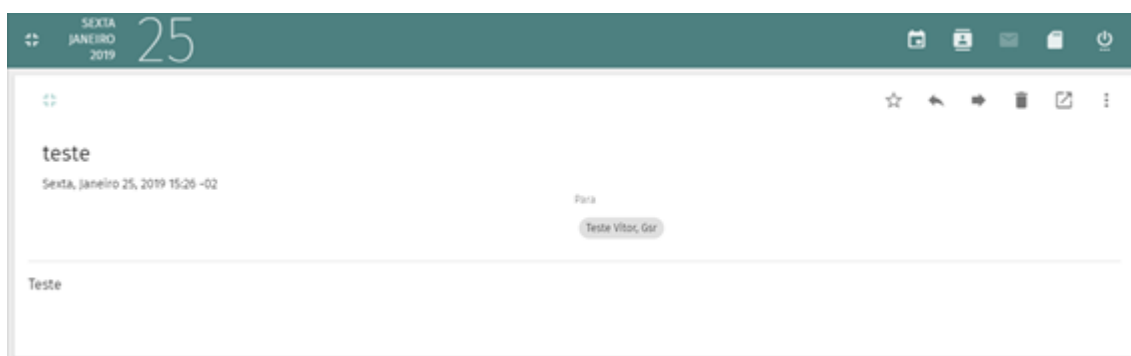 SEXTA
JANEIRO
2019
25
teste
Sexta, Janeiro 25, 2019 15:26 -02
Para
Teste Vitor, Gsr
Teste